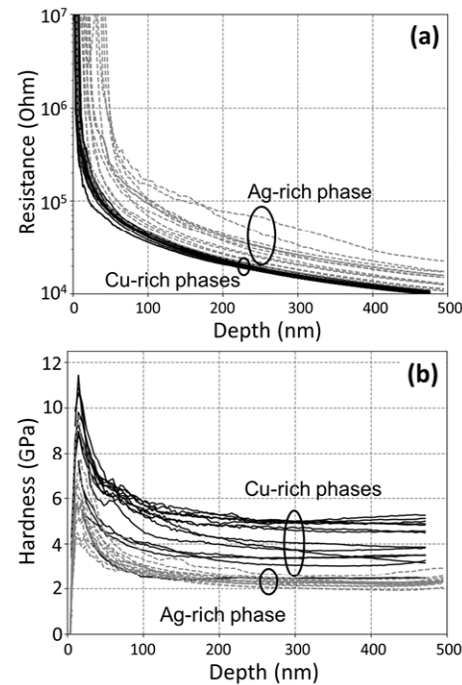 (a)
10⁷
10⁶
10⁵
10⁴
Resistance (Ohm)
Ag-rich phase
Cu-rich phases
0 100 200 300 400 500
Depth (nm)
(b)
12
10
8
6
4
2
0
Hardness (GPa)
Cu-rich phases
Ag-rich phase
0 100 200 300 400 500
Depth (nm)